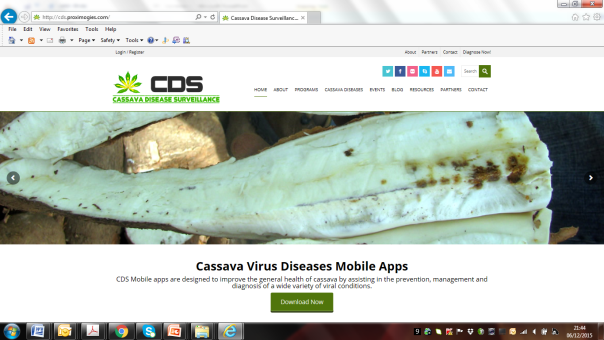 http://cds.proximogies.com/
Cassava Disease Surveillanc...
File Edit View Favorites Tools Help
Page Safety Tools
Login / Register
About Partners Contact Diagnose Now!
CDS
CASSAVA DISEASE SURVEILLANCE
Search
HOME ABOUT PROGRAMS CASSAVA DISEASES EVENTS BLOG RESOURCES PARTNERS CONTACT
Cassava Virus Diseases Mobile Apps
CDS Mobile apps are designed to improve the general health of cassava by assisting in the prevention, management and
diagnosis of a wide variety of viral conditions.
Download Now
21:44
06/12/2015